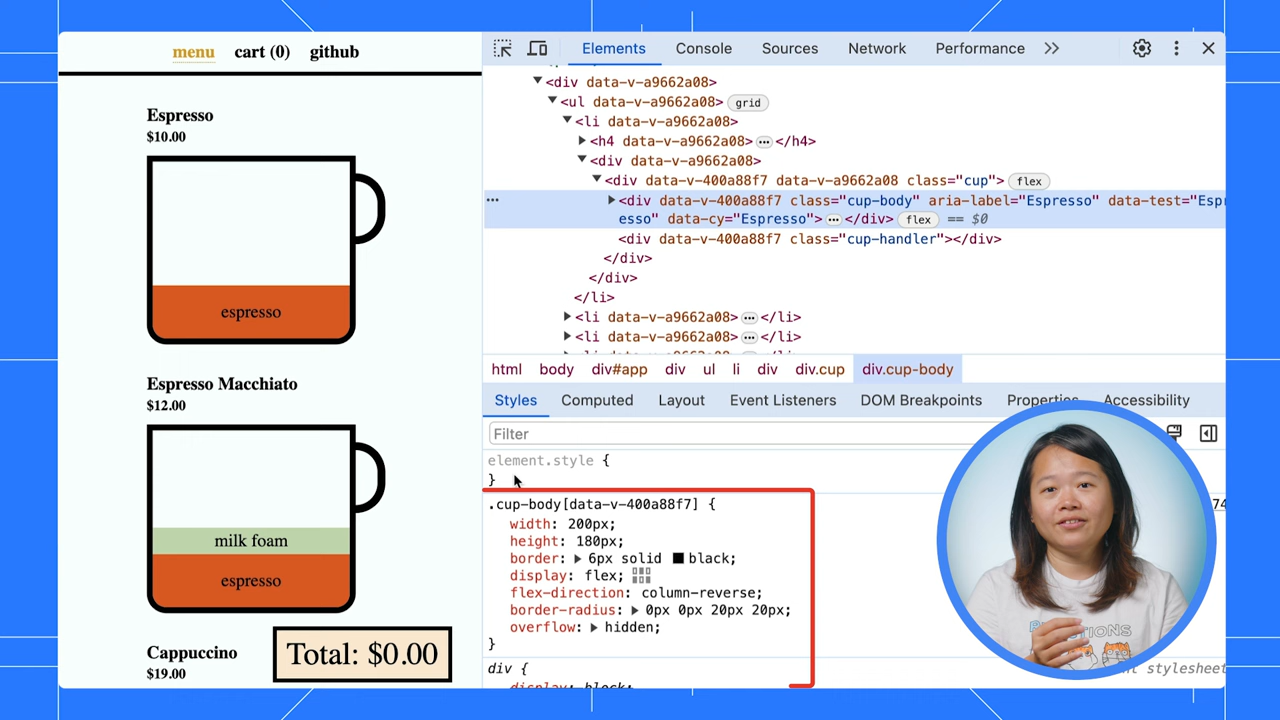 menu cart (0) github
Espresso
$10.00
espresso
Espresso Macchiato
$12.00
milk foam
espresso
Cappuccino
$19.00
Total: $0.00
Elements Console Sources Network Performance
<div data-v-a9662a08>
<ul data-v-a9662a08> grid
<li data-v-a9662a08>
<h4 data-v-a9662a08> … </h4>
<div data-v-a9662a08>
<div data-v-400a88f7 data-v-a9662a08 class="cup"> flex
<div data-v-400a88f7 class="cup-body" aria-label="Espresso" data-test="Espr
esso" data-cy="Espresso"> … </div> flex == $0
<div data-v-400a88f7 class="cup-handler"></div>
</div>
</div>
</li>
<li data-v-a9662a08> … </li>
<li data-v-a9662a08> … </li>
html body div#app div ul li div div.cup div.cup-body
Styles Computed Layout Event Listeners DOM Breakpoints Properties Accessibility
Filter
element.style {
}
.cup-body[data-v-400a88f7] {
width: 200px;
height: 180px;
border: 6px solid black;
display: flex;
flex-direction: column-reverse;
border-radius: 0px 0px 20px 20px;
overflow: hidden;
}
div {
display: block;
stylesheet